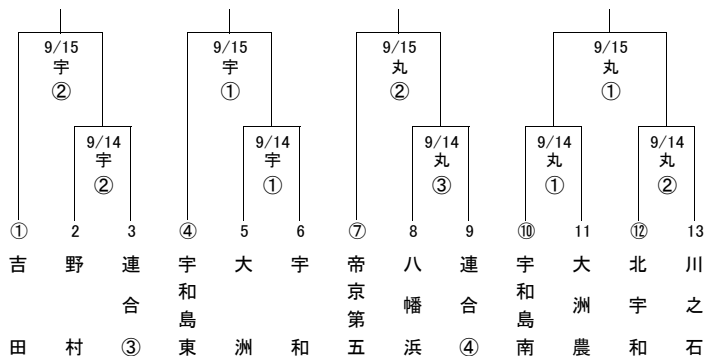 9/15 9/15 9/15 9/15
宇 宇 丸 丸
② ① ② ①
9/14 9/14 9/14 9/14 9/14
宇 宇 丸 丸 丸
② ① ③ ① ②
① 2 3 ④ 5 6 ⑦ 8 9 ⑩ 11 ⑫ 13
吉田
野村
連合③
宇和島東
大洲
宇和
帝京第五
八幡浜
連合④
宇和島南
大洲農
北宇和
川之石